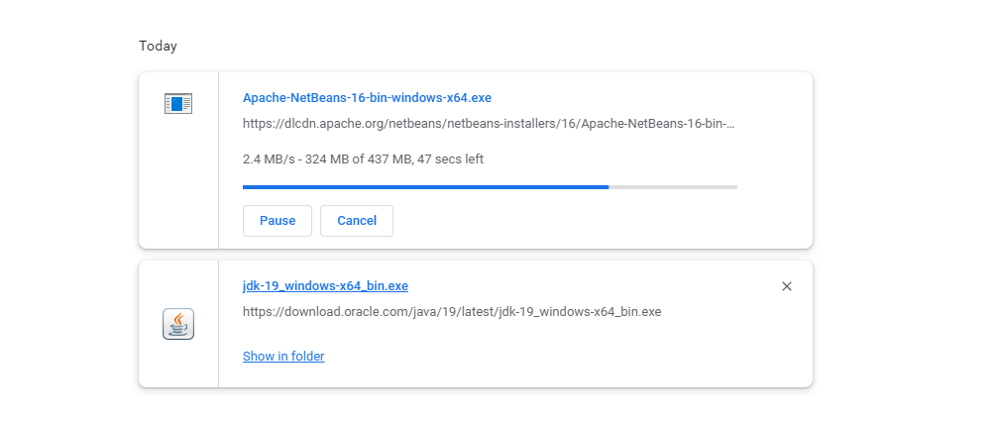 Today
Apache-NetBeans-16-bin-windows-x64.exe
https://dlcdn.apache.org/netbeans/netbeans-installers/16/Apache-NetBeans-16-bin-...
2.4 MB/s - 324 MB of 437 MB, 47 secs left
Pause Cancel
jdk-19_windows-x64_bin.exe
https://download.oracle.com/java/19/latest/jdk-19_windows-x64_bin.exe
Show in folder